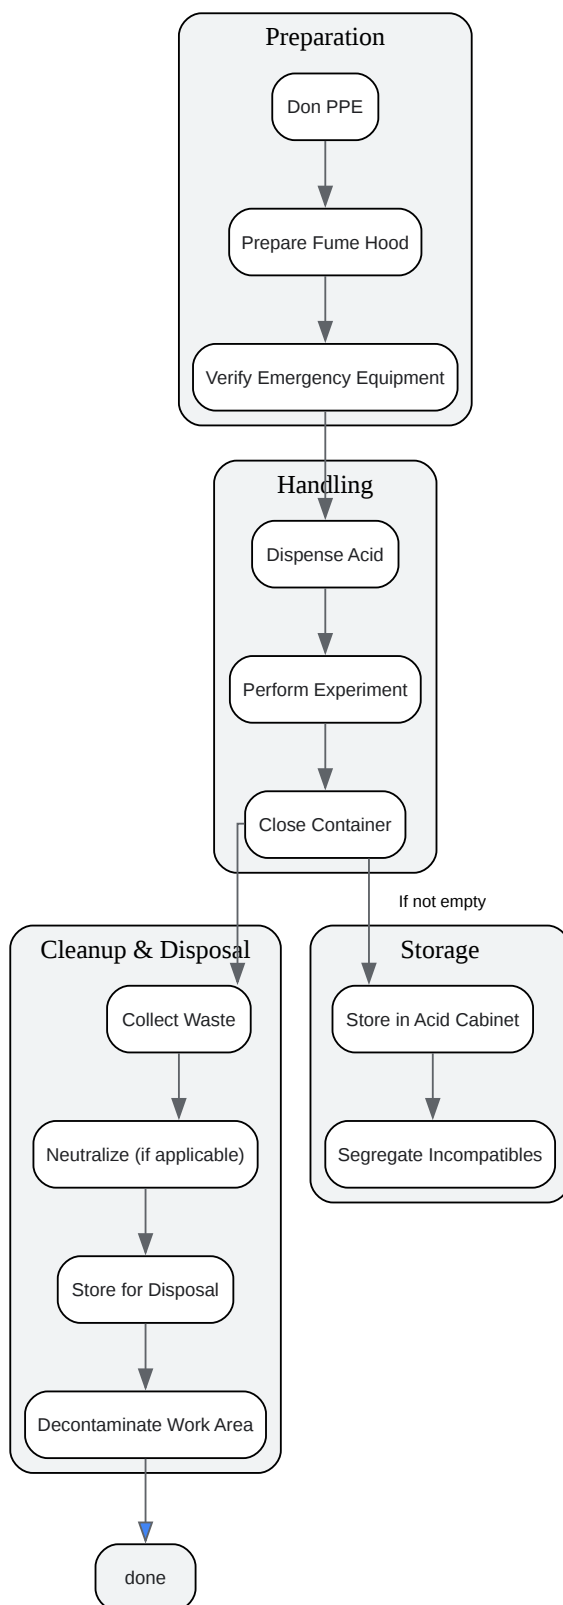 Preparation
Don PPE
Prepare Fume Hood
Verify Emergency Equipment
Handling
Dispense Acid
Perform Experiment
Close Container
If not empty
Cleanup & Disposal
Storage
Collect Waste
Store in Acid Cabinet
Neutralize (if applicable)
Segregate Incompatibles
Store for Disposal
Decontaminate Work Area
done